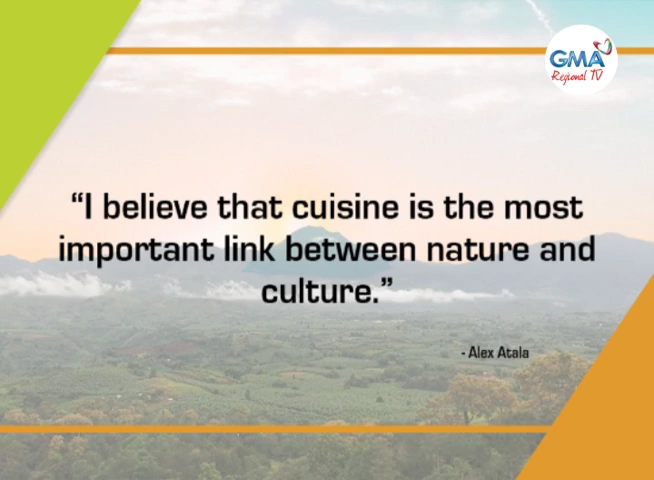 GMA
Regional TV
“I believe that cuisine is the most
important link between nature and
culture.”
- Alex Atala